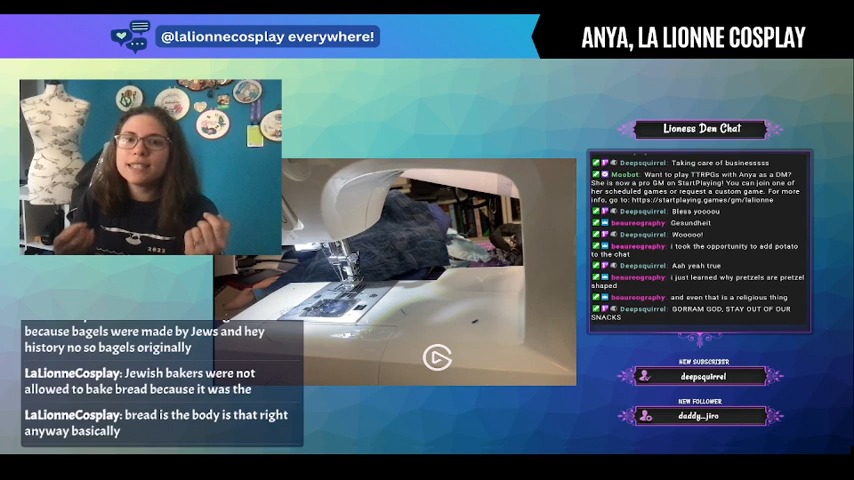 @lalionnecosplay everywhere!
ANYA, LA LIONNE COSPLAY
Lioness Den Chat
Deepsquirrel: Taking care of businesssss
Moobot: Want to play TTRPGs with Anya as a DM?
She is now a pro GM on StartPlaying! You can join one of
her scheduled games or request a custom game. For more
info, go to: https://startplaying.games/gm/lalionne
Deepsquirrel: Bless yoooou
beaureography: Gesundheit
Deepsquirrel: Wooooo!
beaureography: i took the opportunity to add potato
to the chat
Deepsquirrel: Aah yeah true
beaureography: i just learned why pretzels are pretzel
shaped
beaureography: and even that is a religious thing
Deepsquirrel: GORRAM GOD, STAY OUT OF OUR
SNACKS
2022
because bagels were made by Jews and hey
history no so bagels originally
LaLionneCosplay: Jewish bakers were not
allowed to bake bread because it was the
LaLionneCosplay: bread is the body is that right
anyway basically
NEW SUBSCRIBER
deepsquirrel
NEW FOLLOWER
daddy_jiro